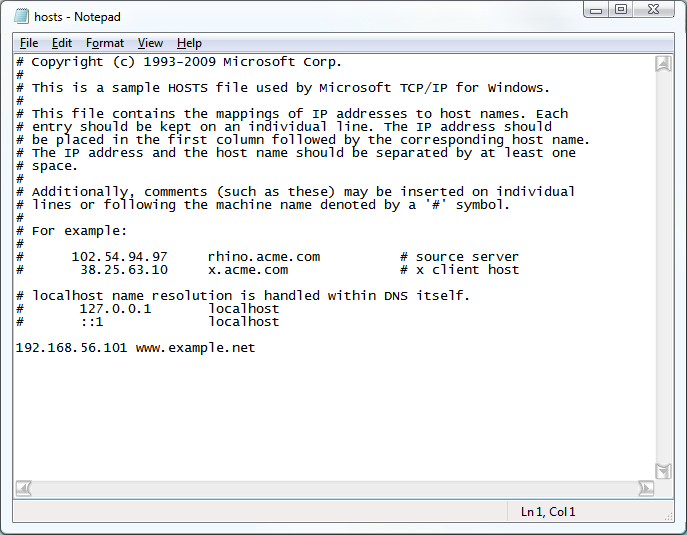 hosts - Notepad
File Edit Format View Help
# Copyright (c) 1993-2009 Microsoft Corp.
#
# This is a sample HOSTS file used by Microsoft TCP/IP for Windows.
#
# This file contains the mappings of IP addresses to host names. Each
# entry should be kept on an individual line. The IP address should
# be placed in the first column followed by the corresponding host name.
# The IP address and the host name should be separated by at least one
# space.
#
# Additionally, comments (such as these) may be inserted on individual
# lines or following the machine name denoted by a '#' symbol.
#
# For example:
#
#      102.54.94.97     rhino.acme.com          # source server
#       38.25.63.10     x.acme.com              # x client host

# localhost name resolution is handled within DNS itself.
#       127.0.0.1       localhost
#       ::1             localhost

192.168.56.101 www.example.net
Ln 1, Col 1